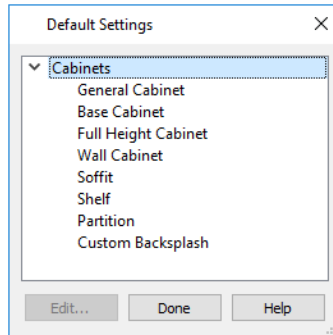 Default Settings
Cabinets
General Cabinet
Base Cabinet
Full Height Cabinet
Wall Cabinet
Soffit
Shelf
Partition
Custom Backsplash
Edit... Done Help